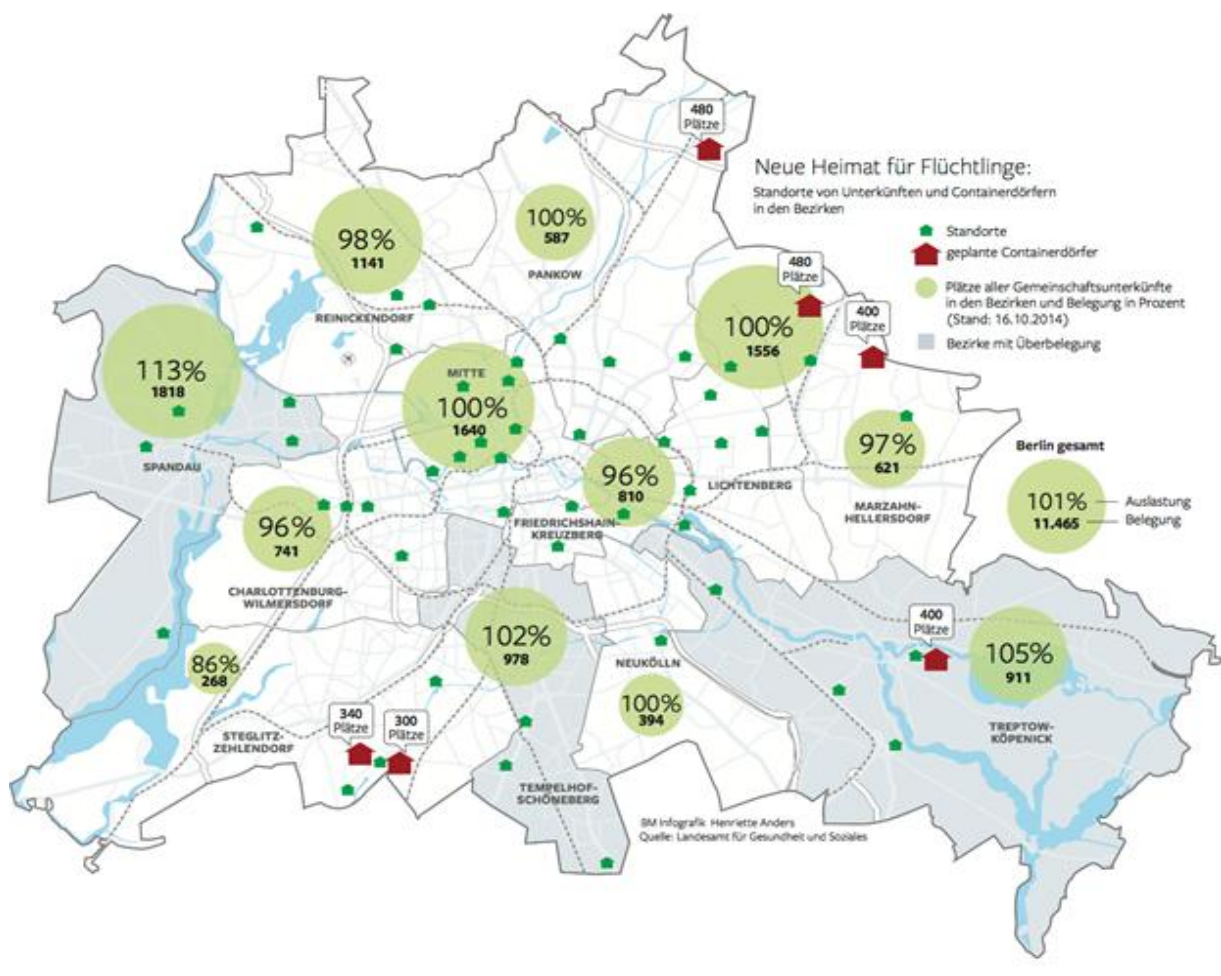 480
Plätze
Neue Heimat für Flüchtlinge:
Standorte von Unterkünften und Containerdörfern
in den Bezirken
Standorte
geplante Containerdörfer
Plätze aller Gemeinschaftsunterkünfte
in den Bezirken und Belegung in Prozent
(Stand: 16.10.2014)
Bezirke mit Überbelegung
98%
1141
REINICKENDORF
100%
587
PANKOW
480
Plätze
100%
1556
400
Plätze
113%
1818
SPANDAU
MITTE
100%
1640
96%
810
FRIEDRICHSHAIN-
KREUZBERG
LICHTENBERG
97%
621
MARZAHN-
HELLERSDORF
Berlin gesamt
101%
11.465
Auslastung
Belegung
96%
741
CHARLOTTENBURG-
WILMERSDORF
86%
268
STEGLITZ-
ZEHLENDORF
340
Plätze
300
Plätze
102%
978
TEMPELHOF-
SCHÖNEBERG
NEUKÖLLN
100%
394
400
Plätze
105%
911
TREPTOW-
KÖPENICK
BM Infografik Henriette Anders
Quelle: Landesamt für Gesundheit und Soziales